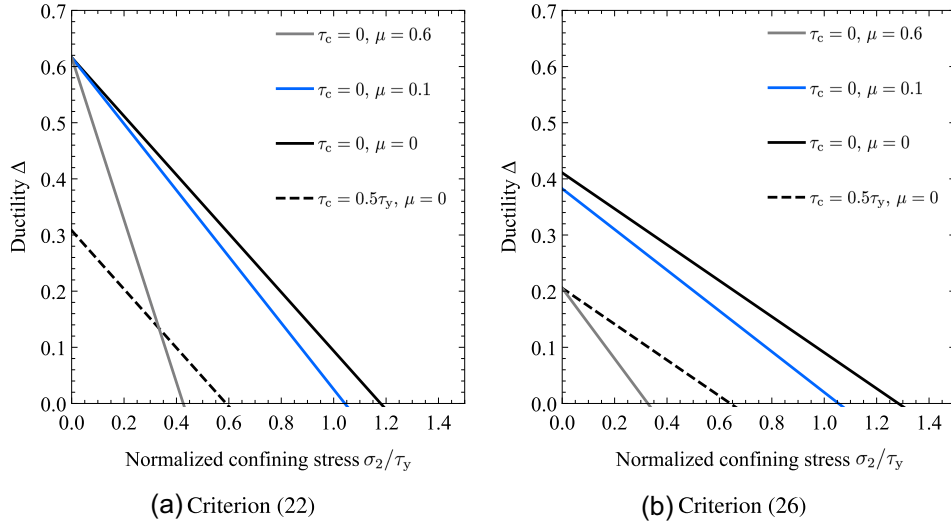 0.7
0.6
0.5
0.4
0.3
0.2
0.1
0.0
Ductility Δ
τc = 0, μ = 0.6
τc = 0, μ = 0.1
τc = 0, μ = 0
τc = 0.5τy, μ = 0
0.0 0.2 0.4 0.6 0.8 1.0 1.2 1.4
Normalized confining stress σ2/τy
(a) Criterion (22)
0.7
0.6
0.5
0.4
0.3
0.2
0.1
0.0
Ductility Δ
τc = 0, μ = 0.6
τc = 0, μ = 0.1
τc = 0, μ = 0
τc = 0.5τy, μ = 0
0.0 0.2 0.4 0.6 0.8 1.0 1.2 1.4
Normalized confining stress σ2/τy
(b) Criterion (26)